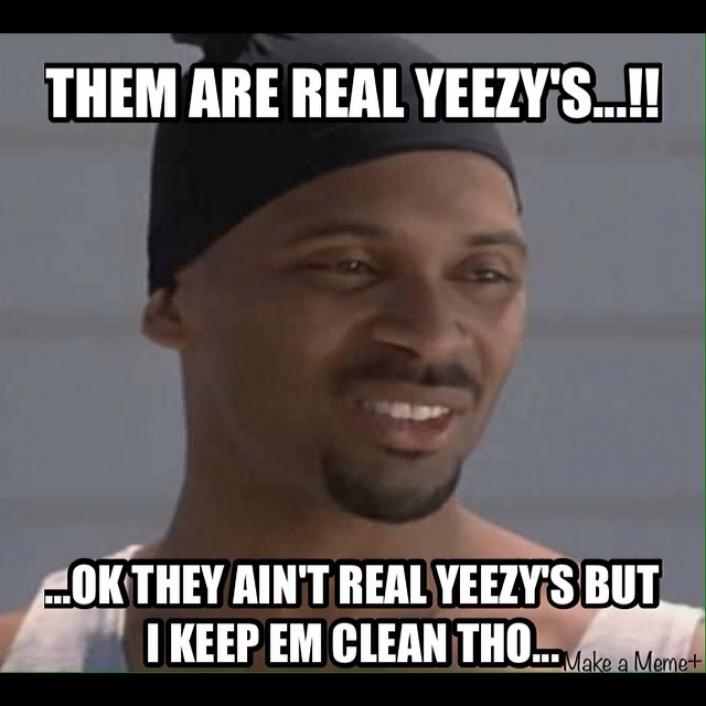 THEM ARE REAL YEEZY'S...!!
...OK THEY AIN'T REAL YEEZY'S BUT
I KEEP EM CLEAN THO...
Make a Meme+